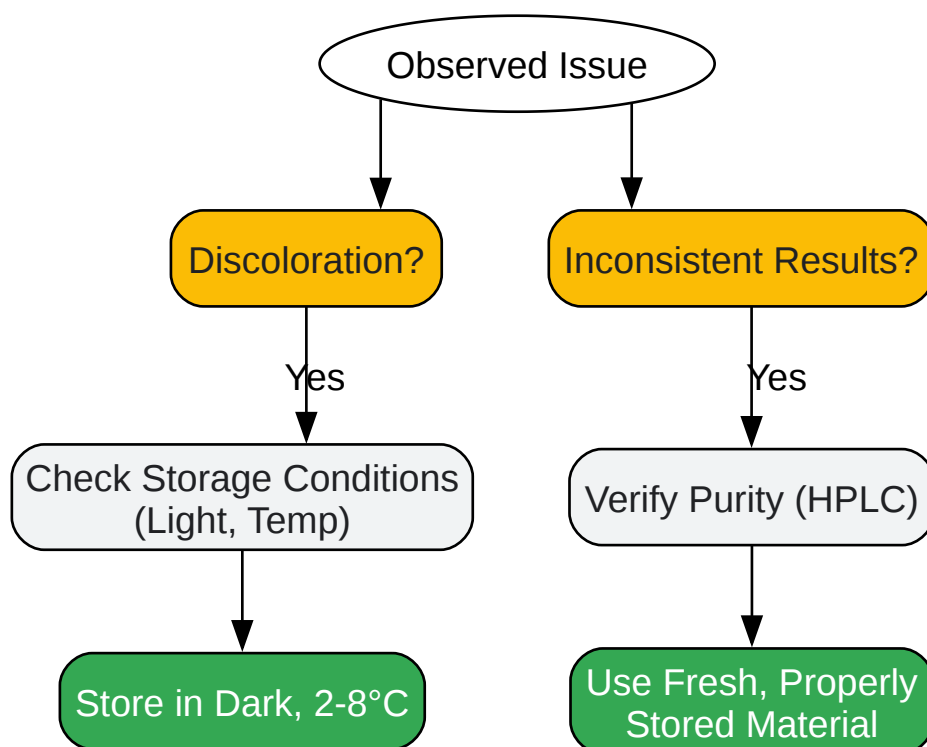 Observed Issue
Discoloration?
Inconsistent Results?
Yes
Yes
Check Storage Conditions
(Light, Temp)
Verify Purity (HPLC)
Store in Dark, 2-8°C
Use Fresh, Properly
Stored Material